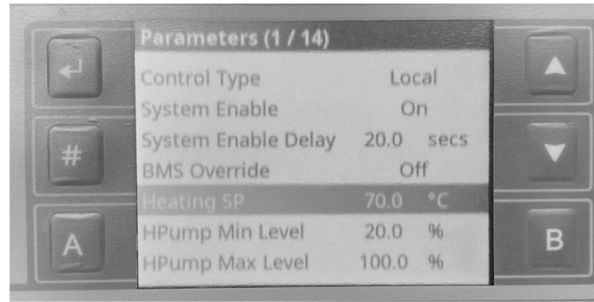 Parameters (1 / 14)
Control Type Local
System Enable On
System Enable Delay 20.0 secs
BMS Override Off
Heating SP 70.0 °C
HPump Min Level 20.0 %
HPump Max Level 100.0 %
#
A
B